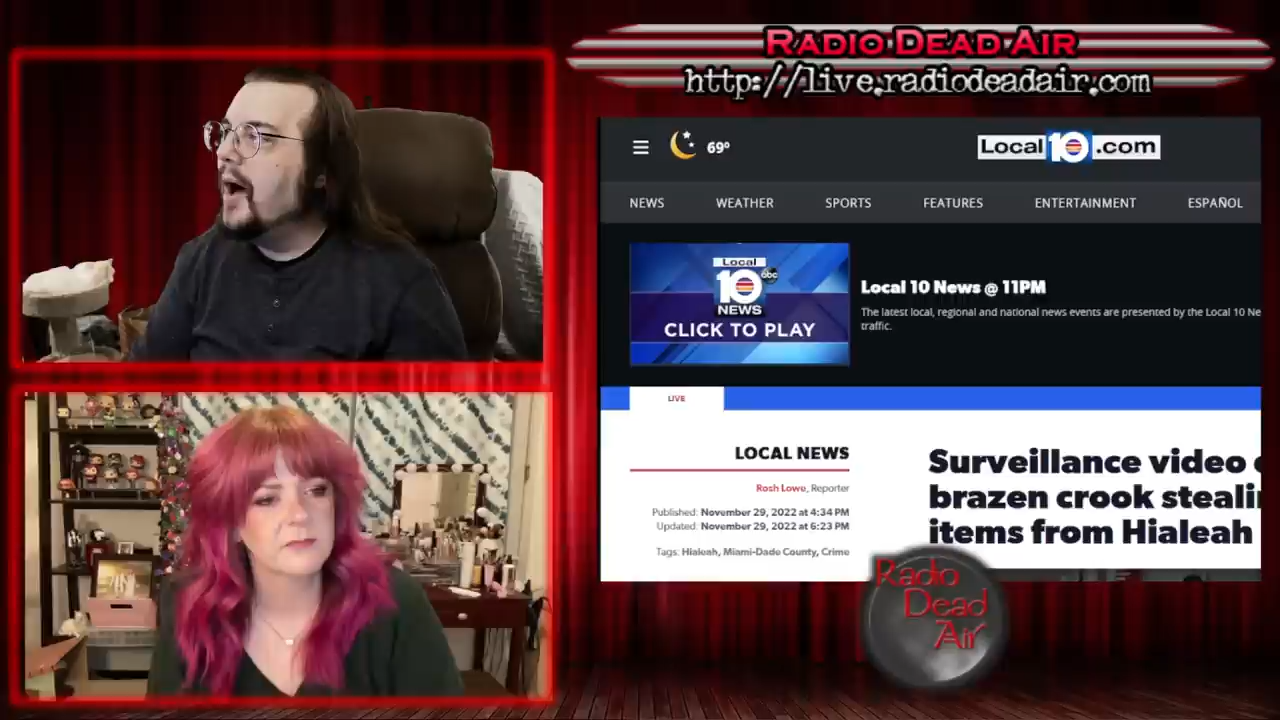 Radio Dead Air
http://live.radiodeadair.com
69º
Local 10 .com
NEWS
WEATHER
SPORTS
FEATURES
ENTERTAINMENT
ESPAÑOL
Local
10 abc
NEWS
CLICK TO PLAY
Local 10 News @ 11PM
The latest local, regional and national news events are presented by the Local 10 Ne
traffic.
LIVE
LOCAL NEWS
Rosh Lowe, Reporter
Published: November 29, 2022 at 4:34 PM
Updated: November 29, 2022 at 6:23 PM
Tags: Hialeah, Miami-Dade County, Crime
Surveillance video
brazen crook steali
items from Hialeah
Radio
Dead
Air